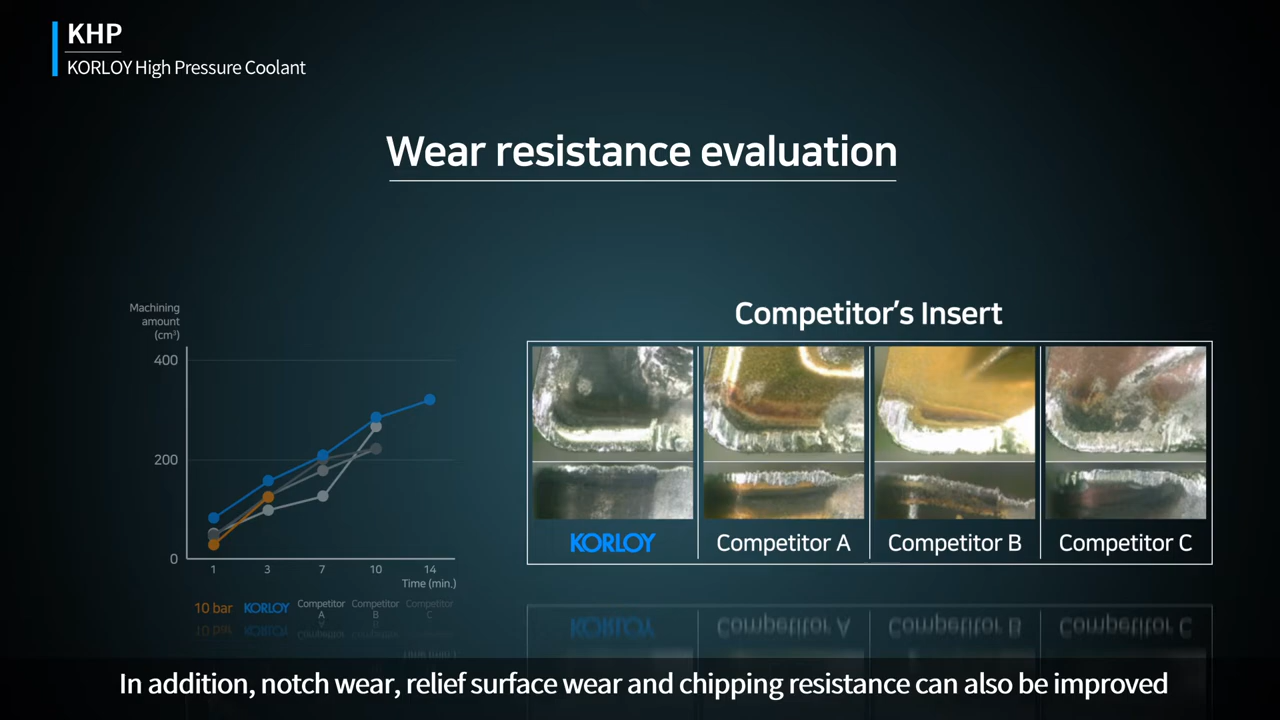 KHP
KORLOY High Pressure Coolant
Wear resistance evaluation
Machining
amount
(cm³)
400
200
0
1 3 7 10 14
Time (min.)
10 bar KORLOY Competitor A Competitor B Competitor C
Competitor's Insert
KORLOY Competitor A Competitor B Competitor C
In addition, notch wear, relief surface wear and chipping resistance can also be improved